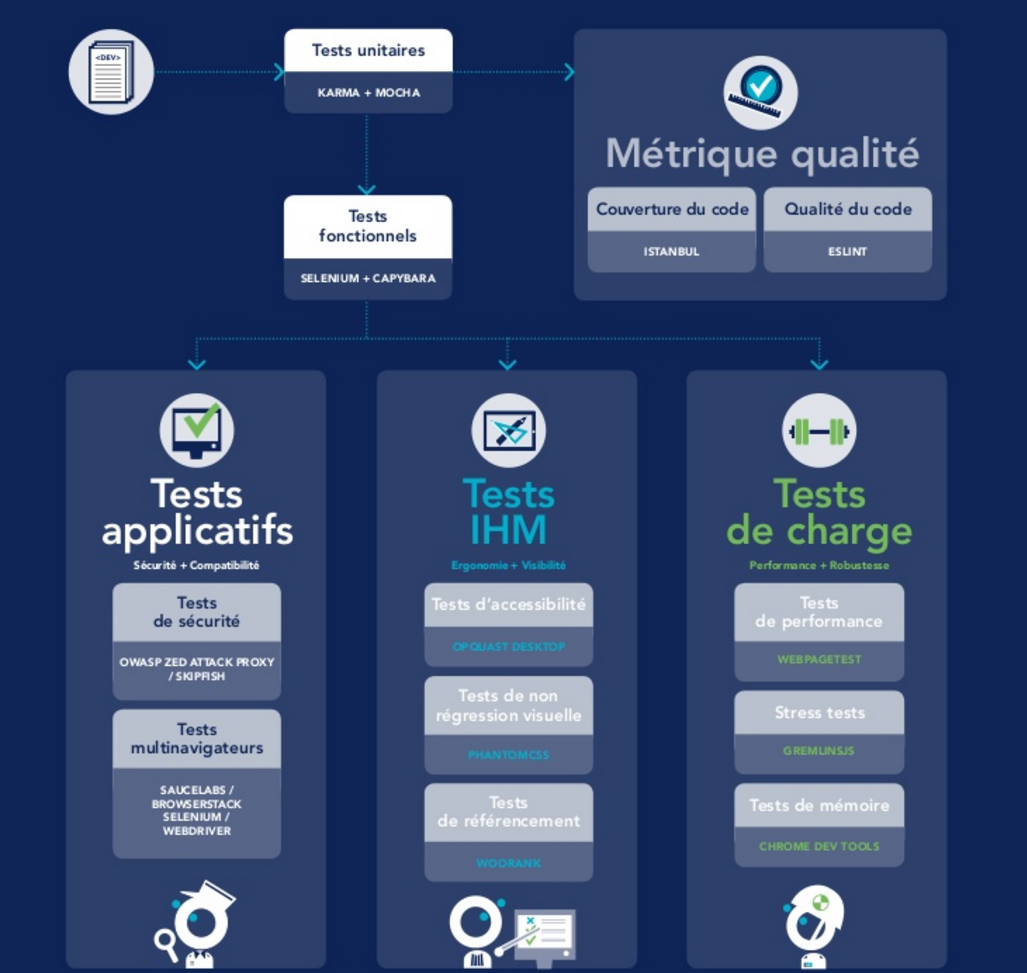 <DEV>
Tests unitaires
KARMA + MOCHA
Métrique qualité
Couverture du code
ISTANBUL
Qualité du code
ESLINT
Tests
fonctionnels
SELENIUM + CAPYBARA
Tests
applicatifs
Sécurité + Compatibilité
Tests
de sécurité
OWASP ZED ATTACK PROXY
/ SKIPFISH
Tests
multinavigateurs
SAUCELABS /
BROWSERSTACK
SELENIUM /
WEBDRIVER
Tests
IHM
Ergonomie + Visibilité
Tests d'accessibilité
OPQUAST DESKTOP
Tests de non
régression visuelle
PHANTOMCSS
Tests
de référencement
WOORANK
Tests
de charge
Performance + Robustesse
Tests
de performance
WEBPAGETEST
Stress tests
GREMLINSJS
Tests de mémoire
CHROME DEV TOOLS